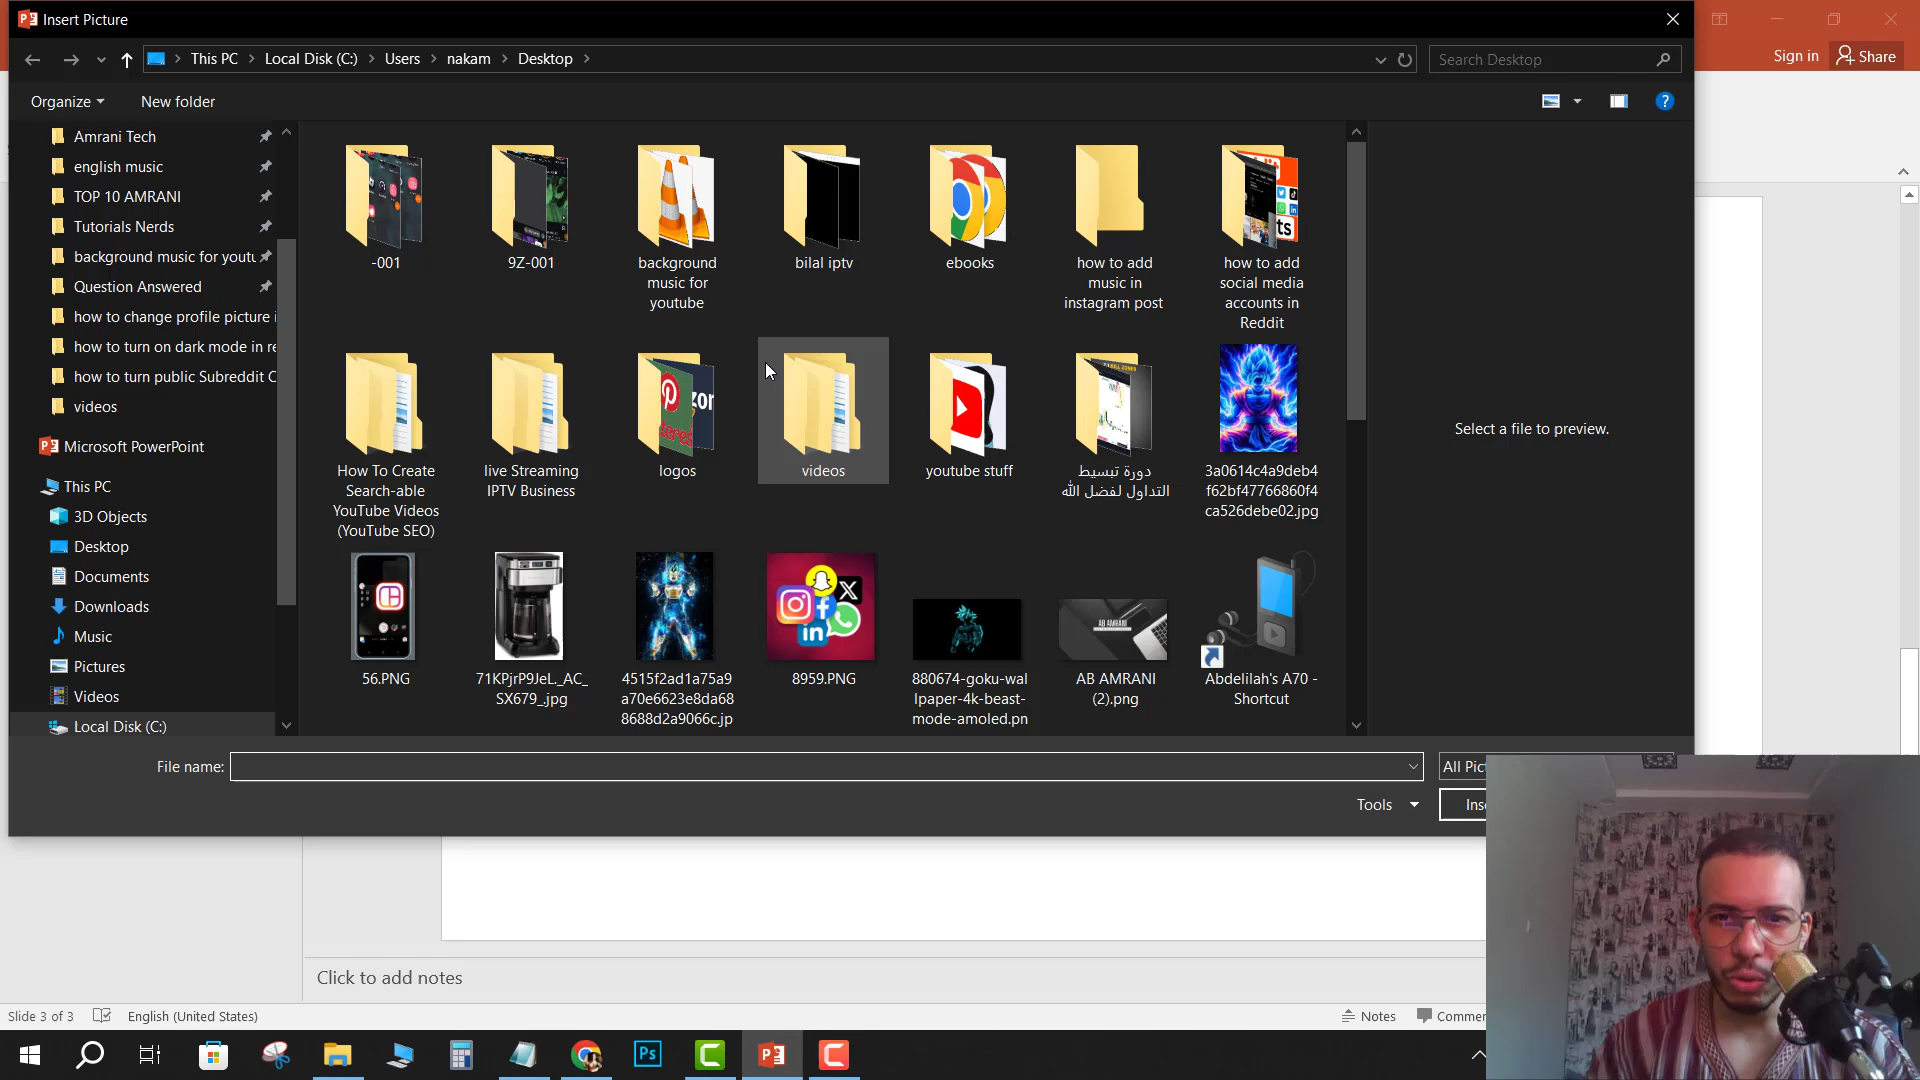 Insert Picture
This PC
Local Disk (C:)
Users
nakam
Desktop
Search Desktop
Sign in
Share
Organize
New folder
Amrani Tech
english music
TOP 10 AMRANI
Tutorials Nerds
background music for youtu
Question Answered
how to change profile picture i
how to turn on dark mode in re
how to turn public Subreddit C
videos
Microsoft PowerPoint
This PC
3D Objects
Desktop
Documents
Downloads
Music
Pictures
Videos
Local Disk (C:)
-001
9Z-001
background
music for
youtube
bilal iptv
ebooks
how to add
music in
instagram post
how to add
social media
accounts in
Reddit
How To Create
Search-able
YouTube Videos
(YouTube SEO)
live Streaming
IPTV Business
logos
videos
youtube stuff
دورة تبسيط
التداول لفضل الله
3a0614c4a9deb4
f62bf47766860f4
ca526debe02.jpg
56.PNG
71KPjrP9JeL._AC_
SX679_.jpg
4515f2ad1a75a9
a70e6623e8da68
8688d2a9066c.jp
8959.PNG
880674-goku-wal
lpaper-4k-beast-
mode-amoled.pn
AB AMRANI
AB AMRANI
(2).png
Abdelilah's A70 -
Shortcut
Select a file to preview.
File name:
All Pic
Tools
Ins
Click to add notes
Slide 3 of 3
English (United States)
Notes
Commer
Ps